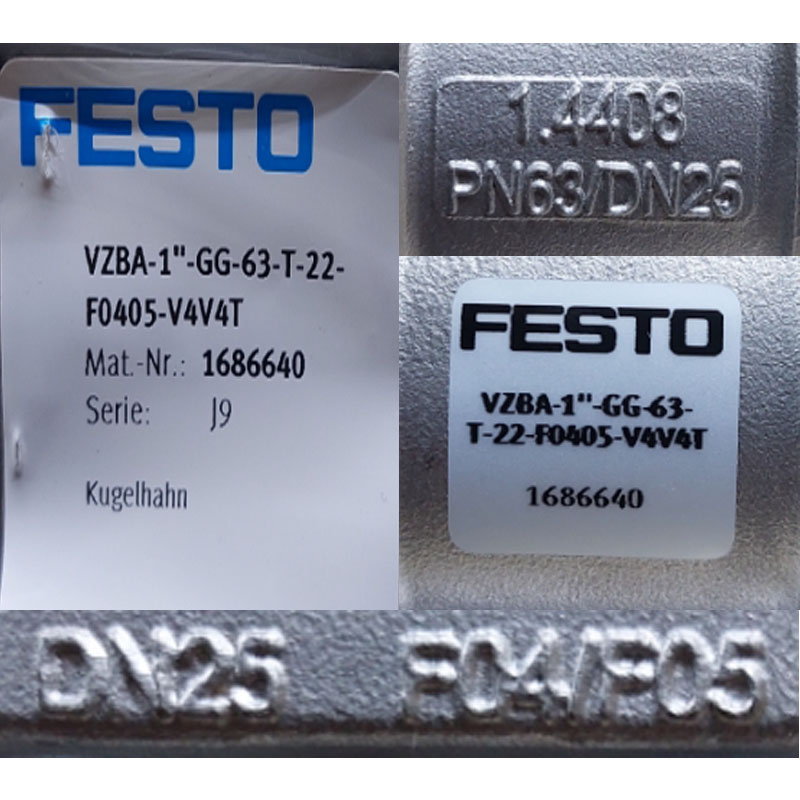 FESTO
VZBA-1"-GG-63-T-22-
F0405-V4V4T
Mat.-Nr.: 1686640
Serie: J9
Kugelhahn
1.4408
PN63/DN25
FESTO
VZBA-1"-GG-63-
T-22-F0405-V4V4T
1686640
DN25 F04/F05